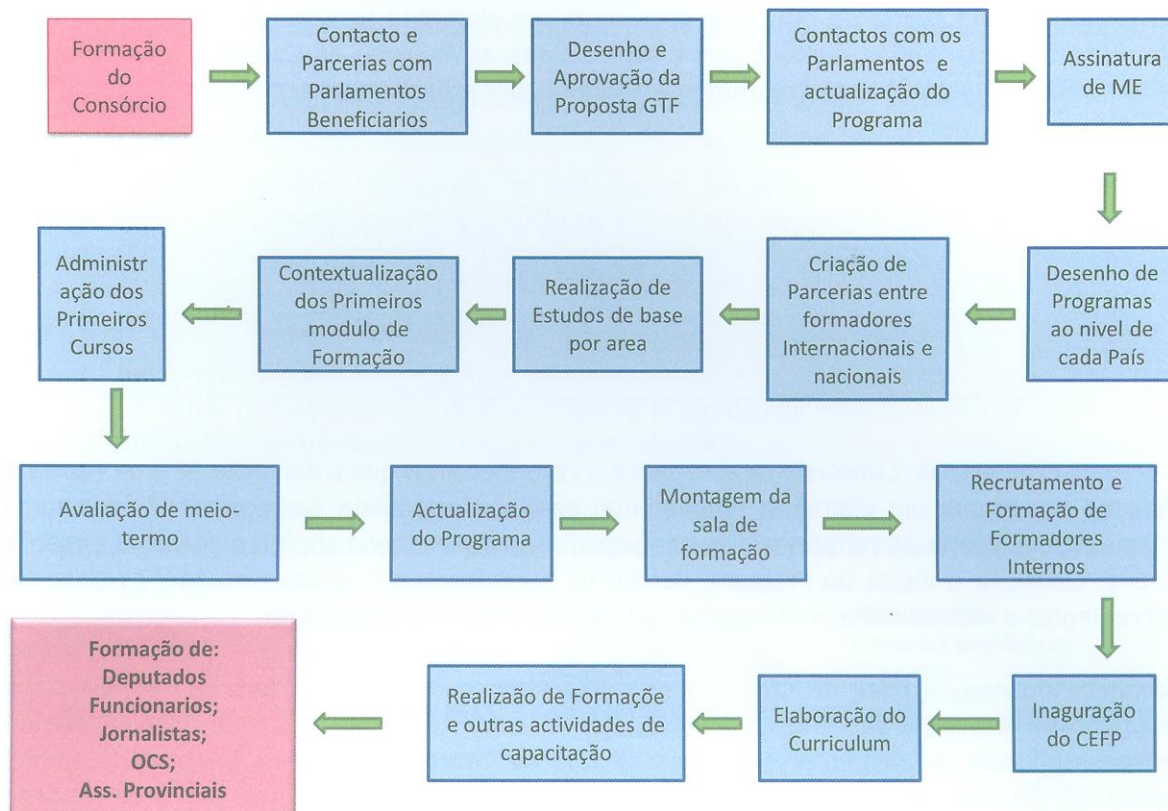 Formação
do
Consórcio
Contacto e
Parcerias com
Parlamentos
Beneficiarios
Desenho e
Aprovação da
Proposta GTF
Contactos com os
Parlamentos e
actualização do
Programa
Assinatura
de ME
Desenho de
Programas
ao nivel de
cada País
Criação de
Parcerias entre
formadores
Internacionais e
nacionais
Realização de
Estudos de base
por area
Contextualização
dos Primeiros
modulo de
Formação
Administr
ação dos
Primeiros
Cursos
Avaliação de meio-
termo
Actualização
do Programa
Montagem da
sala de
formação
Recrutamento e
Formação de
Formadores
Internos
Inaguração
do CEFP
Elaboração do
Curriculum
Realizão de Formaçõe
e outras actividades de
capacitação
Formação de:
Deputados
Funcionarios;
Jornalistas;
OCS;
Ass. Provinciais